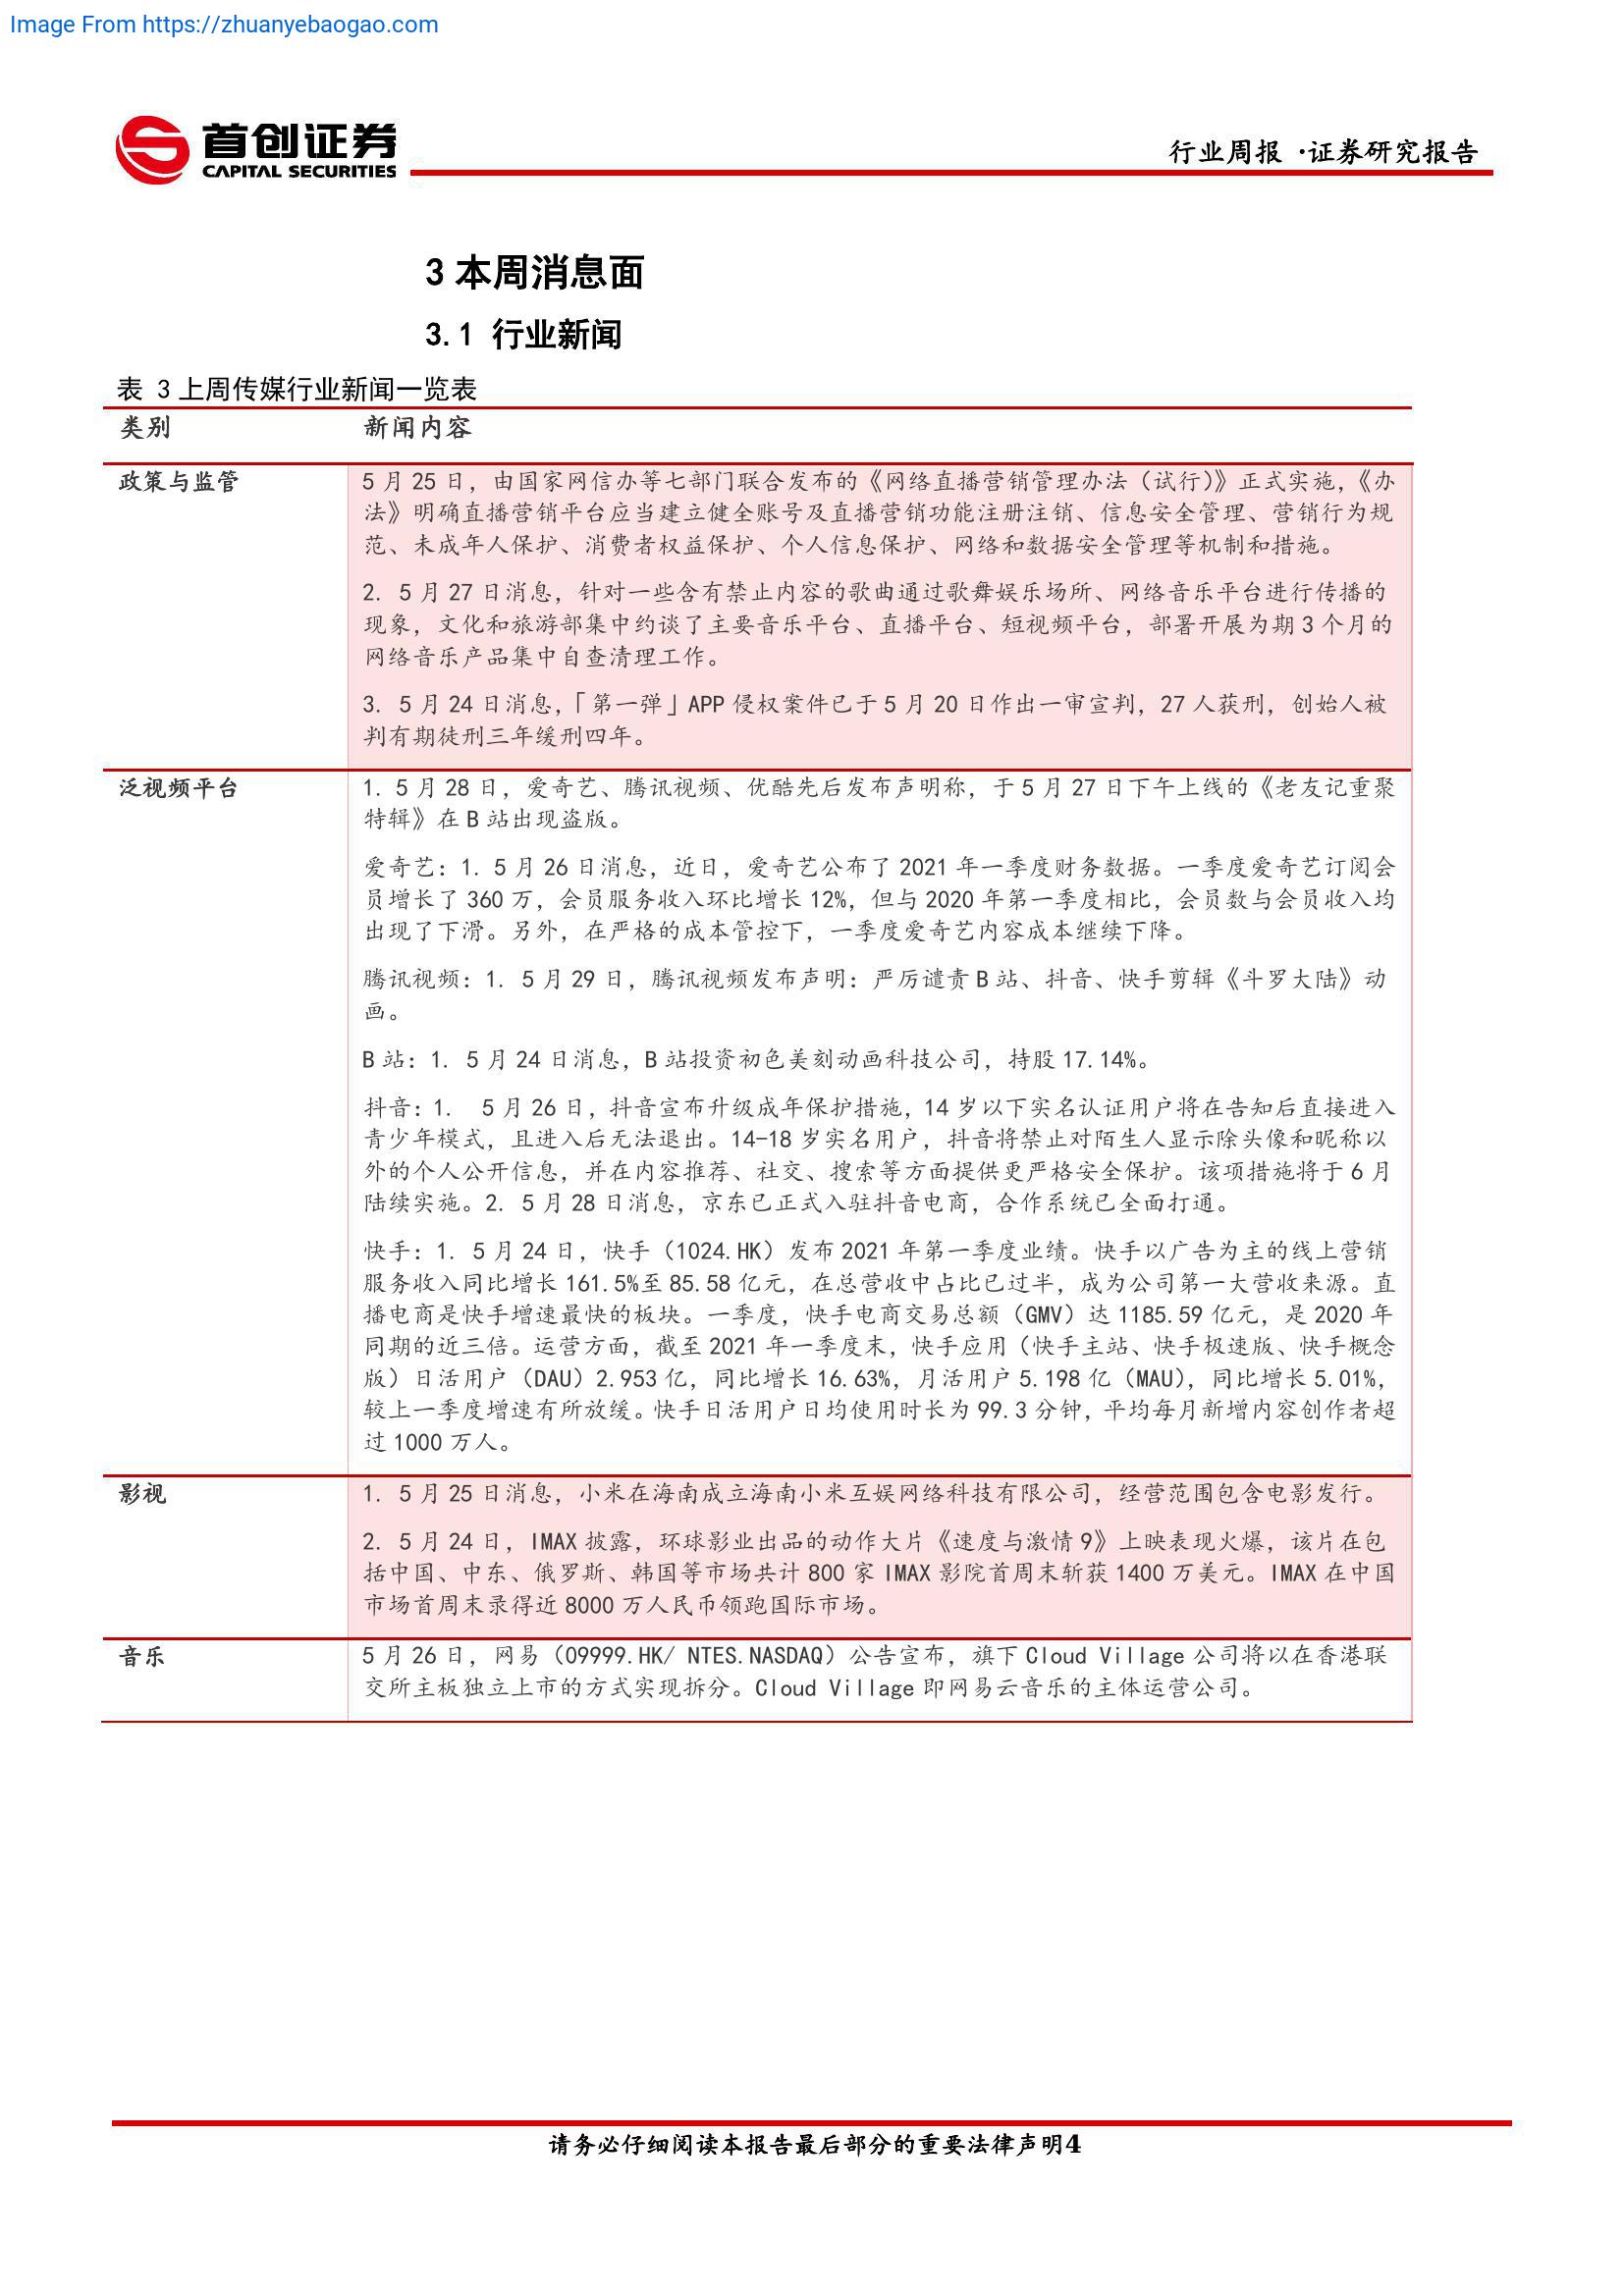 Image From https://zhuanyebaogao.com
首创证券
CAPITAL SECURITIES
行业周报 ·证券研究报告
3 本周消息面
3.1 行业新闻
表 3 上周传媒行业新闻一览表
类别 新闻内容
政策与监管
5 月 25 日，由国家网信办等七部门联合发布的《网络直播营销管理办法（试行）》正式实施，《办
法》明确直播营销平台应当建立健全账号及直播营销功能注册注销、信息安全管理、营销行为规
范、未成年人保护、消费者权益保护、个人信息保护、网络和数据安全管理等机制和措施。
2. 5 月 27 日消息，针对一些含有禁止内容的歌曲通过歌舞娱乐场所、网络音乐平台进行传播的
现象，文化和旅游部集中约谈了主要音乐平台、直播平台、短视频平台，部署开展为期 3 个月的
网络音乐产品集中自查清理工作。
3. 5 月 24 日消息，「第一弹」APP 侵权案件已于 5 月 20 日作出一审宣判，27 人获刑，创始人被
判有期徒刑三年缓刑四年。
泛视频平台
1. 5 月 28 日，爱奇艺、腾讯视频、优酷先后发布声明称，于 5 月 27 日下午上线的《老友记重聚
特辑》在 B 站出现盗版。
爱奇艺：1. 5 月 26 日消息，近日，爱奇艺公布了 2021 年一季度财务数据。一季度爱奇艺订阅会
员增长了 360 万，会员服务收入环比增长 12%，但与 2020 年第一季度相比，会员数与会员收入均
出现了下滑。另外，在严格的成本管控下，一季度爱奇艺内容成本继续下降。
腾讯视频：1. 5 月 29 日，腾讯视频发布声明：严厉谴责 B 站、抖音、快手剪辑《斗罗大陆》动
画。
B 站：1. 5 月 24 日消息，B 站投资初色美刻动画科技公司，持股 17.14%。
抖音：1. 5 月 26 日，抖音宣布升级成年保护措施，14 岁以下实名认证用户将在告知后直接进入
青少年模式，且进入后无法退出。14-18 岁实名用户，抖音将禁止对陌生人显示除头像和昵称以
外的个人公开信息，并在内容推荐、社交、搜索等方面提供更严格安全保护。该项措施将于 6 月
陆续实施。2. 5 月 28 日消息，京东已正式入驻抖音电商，合作系统已全面打通。
快手：1. 5 月 24 日，快手（1024.HK）发布 2021 年第一季度业绩。快手以广告为主的线上营销
服务收入同比增长 161.5%至 85.58 亿元，在总营收中占比已过半，成为公司第一大营收来源。直
播电商是快手增速最快的板块。一季度，快手电商交易总额（GMV）达 1185.59 亿元，是 2020 年
同期的近三倍。运营方面，截至 2021 年一季度末，快手应用（快手主站、快手极速版、快手概念
版）日活用户（DAU）2.953 亿，同比增长 16.63%，月活用户 5.198 亿（MAU），同比增长 5.01%，
较上一季度增速有所放缓。快手日活用户日均使用时长为 99.3 分钟，平均每月新增内容创作者超
过 1000 万人。
影视
1. 5 月 25 日消息，小米在海南成立海南小米互娱网络科技有限公司，经营范围包含电影发行。
2. 5 月 24 日，IMAX 披露，环球影业出品的动作大片《速度与激情 9》上映表现火爆，该片在包
括中国、中东、俄罗斯、韩国等市场共计 800 家 IMAX 影院首周末斩获 1400 万美元。IMAX 在中国
市场首周末录得近 8000 万人民币领跑国际市场。
音乐
5 月 26 日，网易（09999.HK/ NTES.NASDAQ）公告宣布，旗下 Cloud Village 公司将以在香港联
交所主板独立上市的方式实现拆分。Cloud Village 即网易云音乐的主体运营公司。
请务必仔细阅读本报告最后部分的重要法律声明4